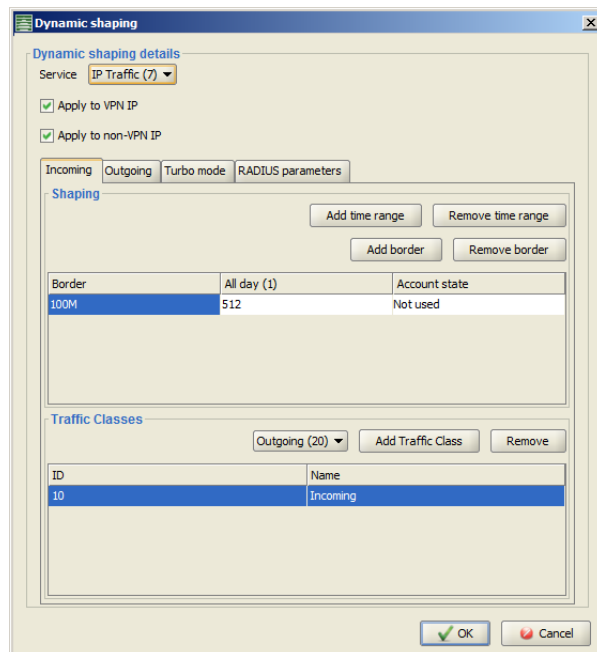 Dynamic shaping
Dynamic shaping details
Service IP Traffic (7)
Apply to VPN IP
Apply to non-VPN IP
Incoming Outgoing Turbo mode RADIUS parameters
Shaping
Add time range Remove time range
Add border Remove border
Border All day (1) Account state
100M 512 Not used
Traffic Classes
Outgoing (20) Add Traffic Class Remove
ID Name
10 Incoming
OK Cancel